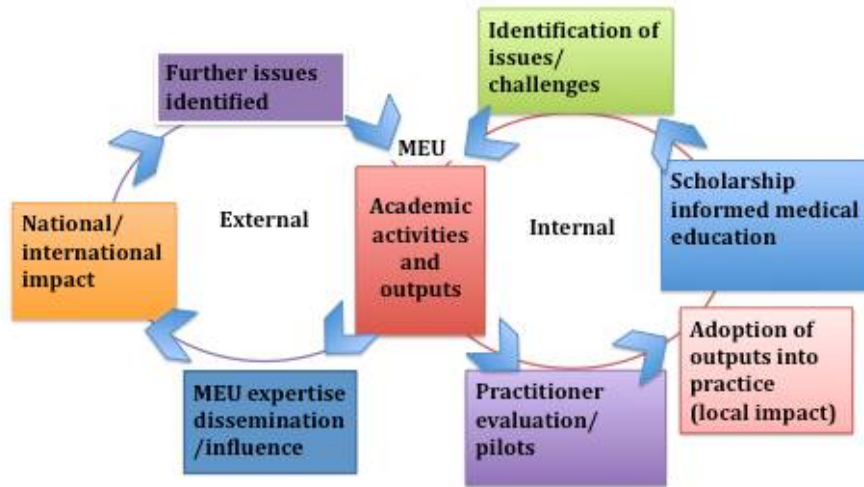 Identification of
issues/
challenges
Further issues
identified
MEU
Scholarship
informed medical
education
National/
international
impact
External
Academic
activities
and
outputs
Internal
Adoption of
outputs into
practice
(local impact)
MEU expertise
dissemination
/influence
Practitioner
evaluation/
pilots